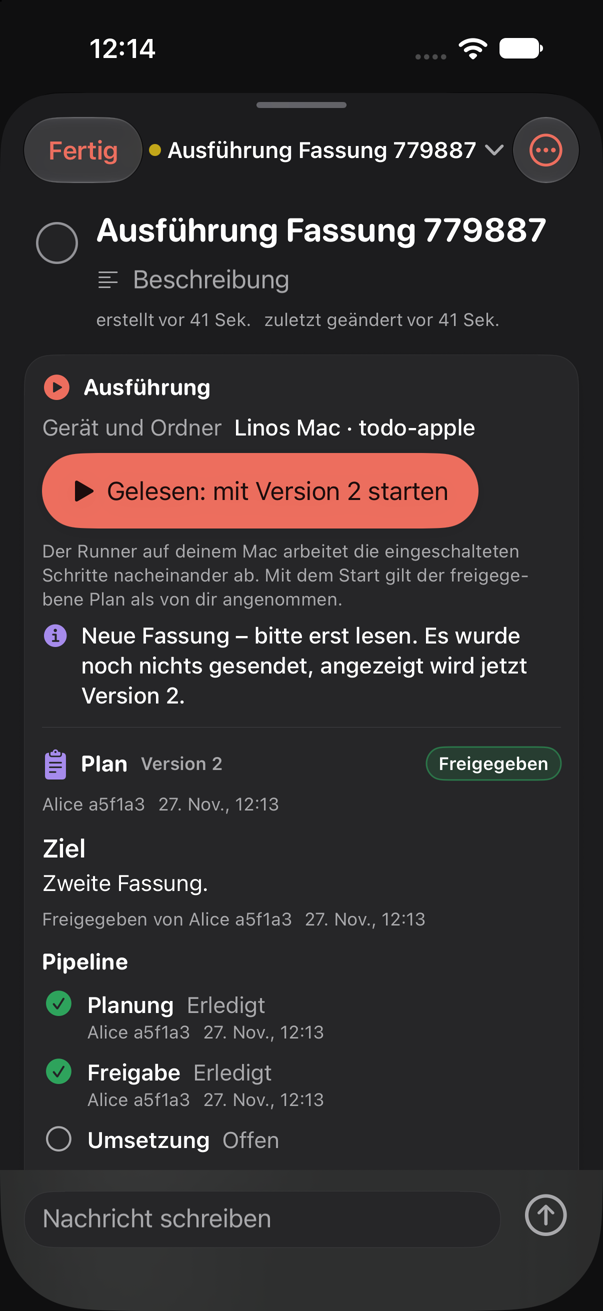 12:14
Fertig
Ausführung Fassung 779887
Ausführung Fassung 779887
Beschreibung
erstellt vor 41 Sek. zuletzt geändert vor 41 Sek.
Ausführung
Gerät und Ordner Linos Mac · todo-apple
Gelesen: mit Version 2 starten
Der Runner auf deinem Mac arbeitet die eingeschalteten
Schritte nacheinander ab. Mit dem Start gilt der freigege-
bene Plan als von dir angenommen.
Neue Fassung – bitte erst lesen. Es wurde
noch nichts gesendet, angezeigt wird jetzt
Version 2.
Plan Version 2 Freigegeben
Alice a5f1a3 27. Nov., 12:13
Ziel
Zweite Fassung.
Freigegeben von Alice a5f1a3 27. Nov., 12:13
Pipeline
Planung Erledigt
Alice a5f1a3 27. Nov., 12:13
Freigabe Erledigt
Alice a5f1a3 27. Nov., 12:13
Umsetzung Offen
Nachricht schreiben